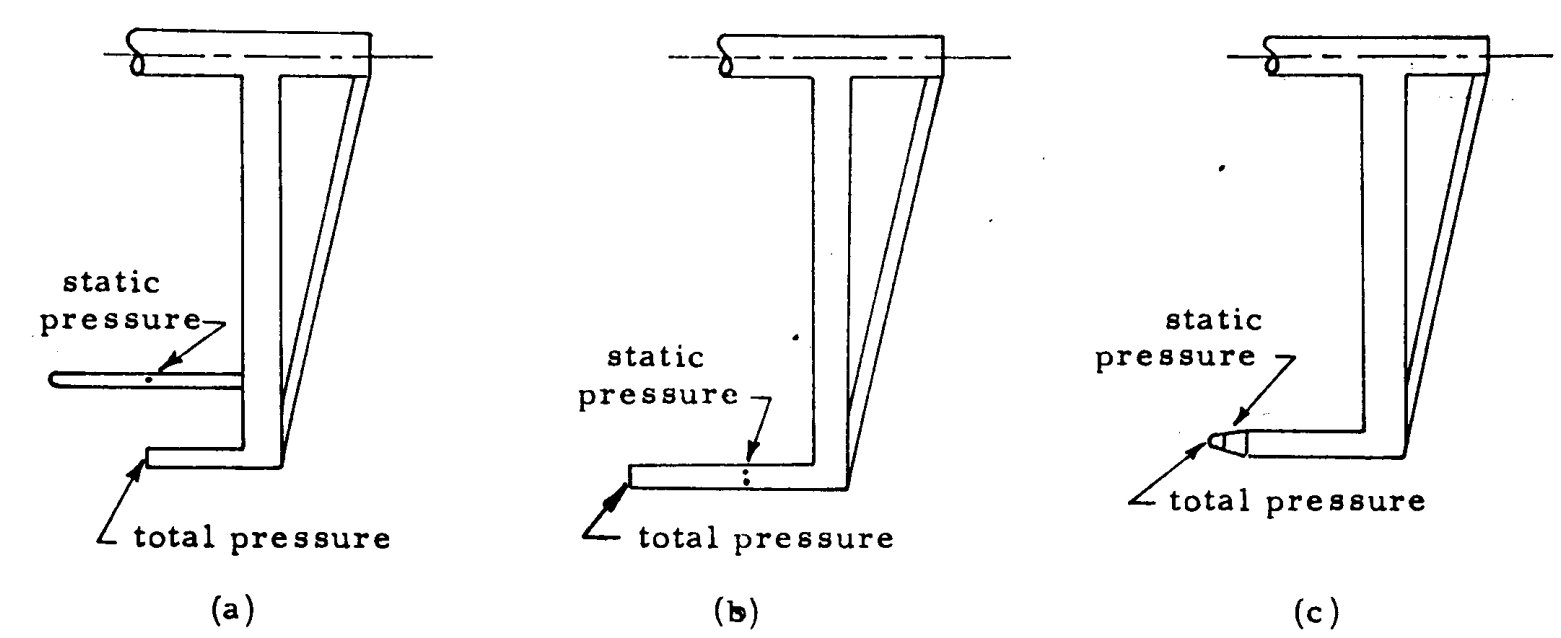 static
pressure
total pressure
(a)
static
pressure
total pressure
(b)
static
pressure
total pressure
(c)